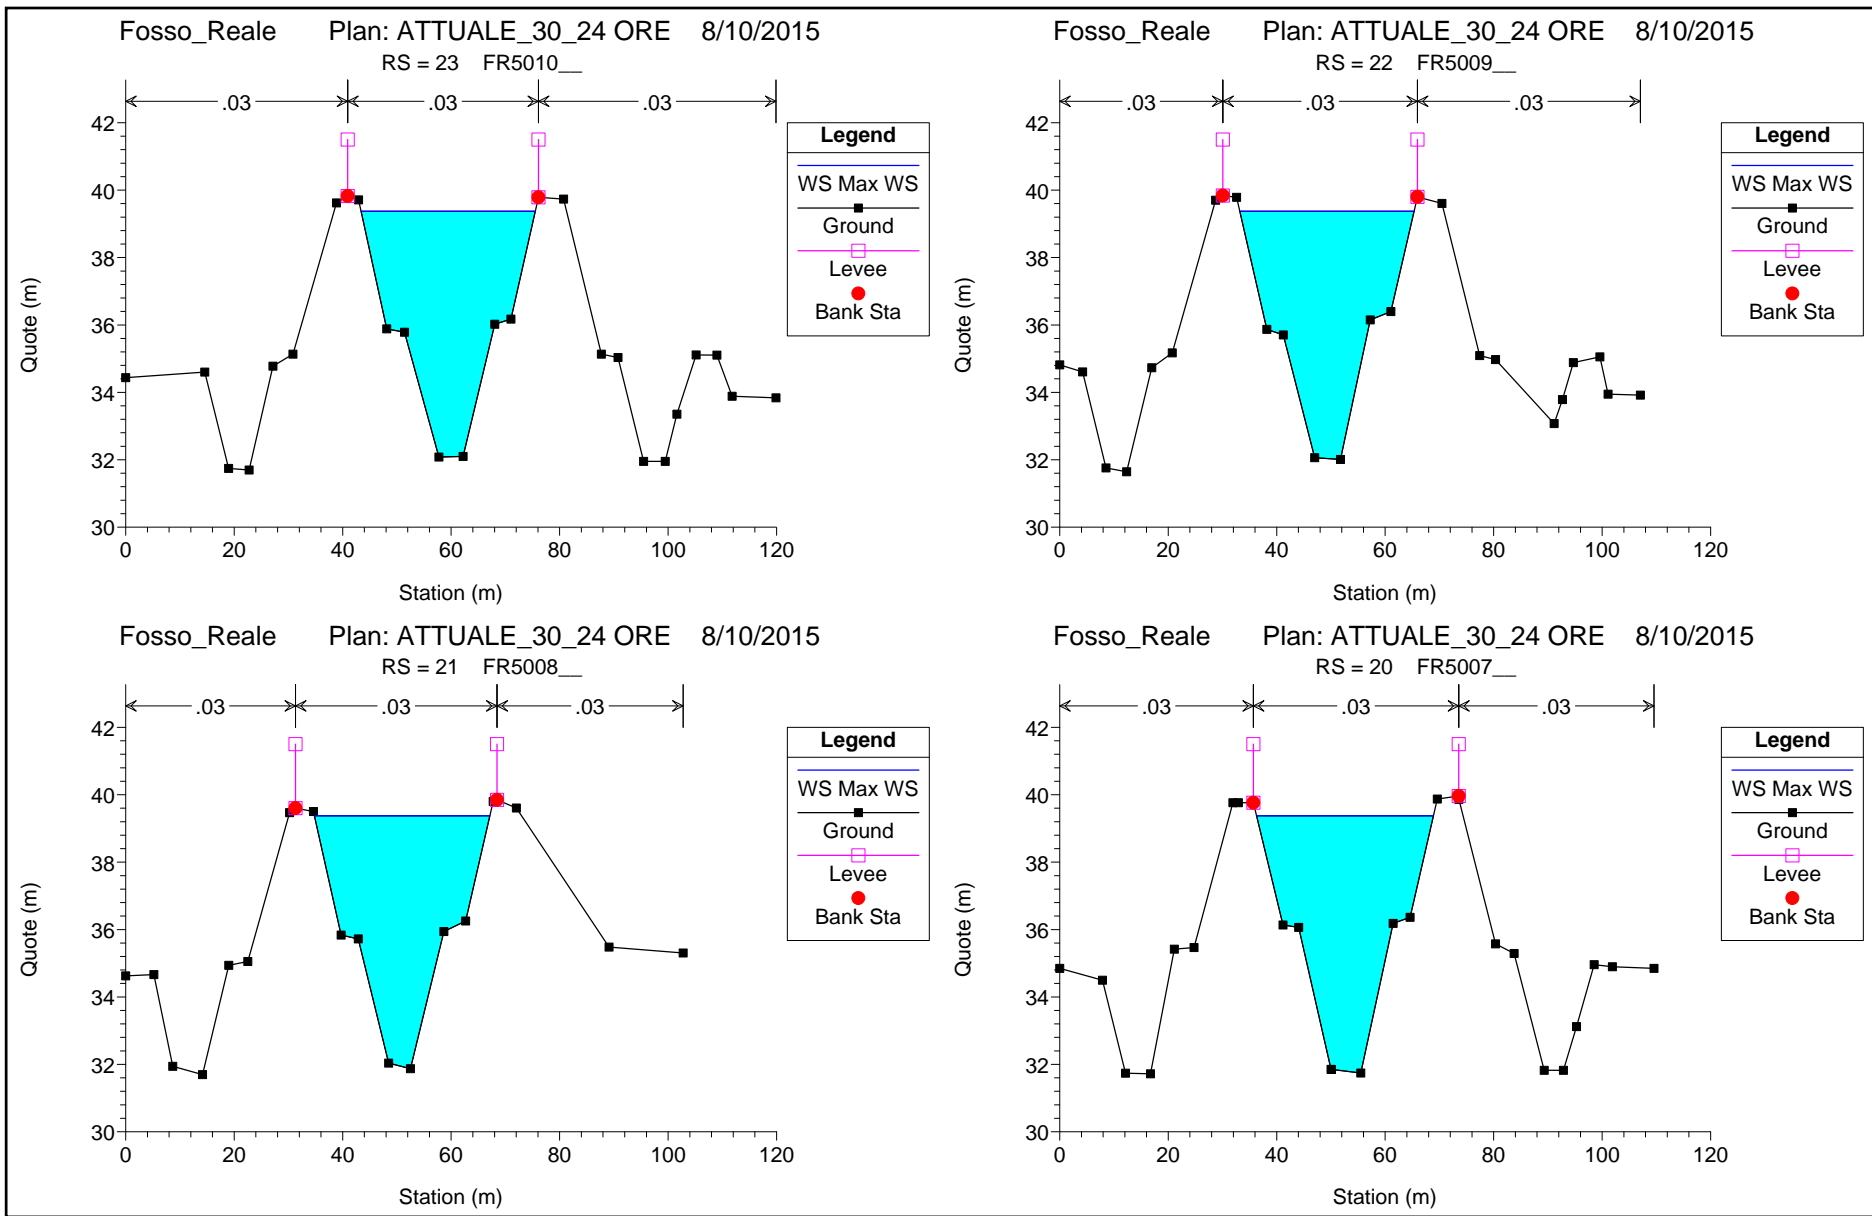 Fosso_Reale Plan: ATTUALE_30_24 ORE 8/10/2015
RS = 23 FR5010__
.03 .03 .03
42
40
38
36
34
32
30
0 20 40 60 80 100 120
Quote (m)
Station (m)
Legend
WS Max WS
Ground
Levee
Bank Sta
Fosso_Reale Plan: ATTUALE_30_24 ORE 8/10/2015
RS = 22 FR5009__
.03 .03 .03
42
40
38
36
34
32
30
0 20 40 60 80 100 120
Quote (m)
Station (m)
Legend
WS Max WS
Ground
Levee
Bank Sta
Fosso_Reale Plan: ATTUALE_30_24 ORE 8/10/2015
RS = 21 FR5008__
.03 .03 .03
42
40
38
36
34
32
30
0 20 40 60 80 100 120
Quote (m)
Station (m)
Legend
WS Max WS
Ground
Levee
Bank Sta
Fosso_Reale Plan: ATTUALE_30_24 ORE 8/10/2015
RS = 20 FR5007__
.03 .03 .03
42
40
38
36
34
32
30
0 20 40 60 80 100 120
Quote (m)
Station (m)
Legend
WS Max WS
Ground
Levee
Bank Sta